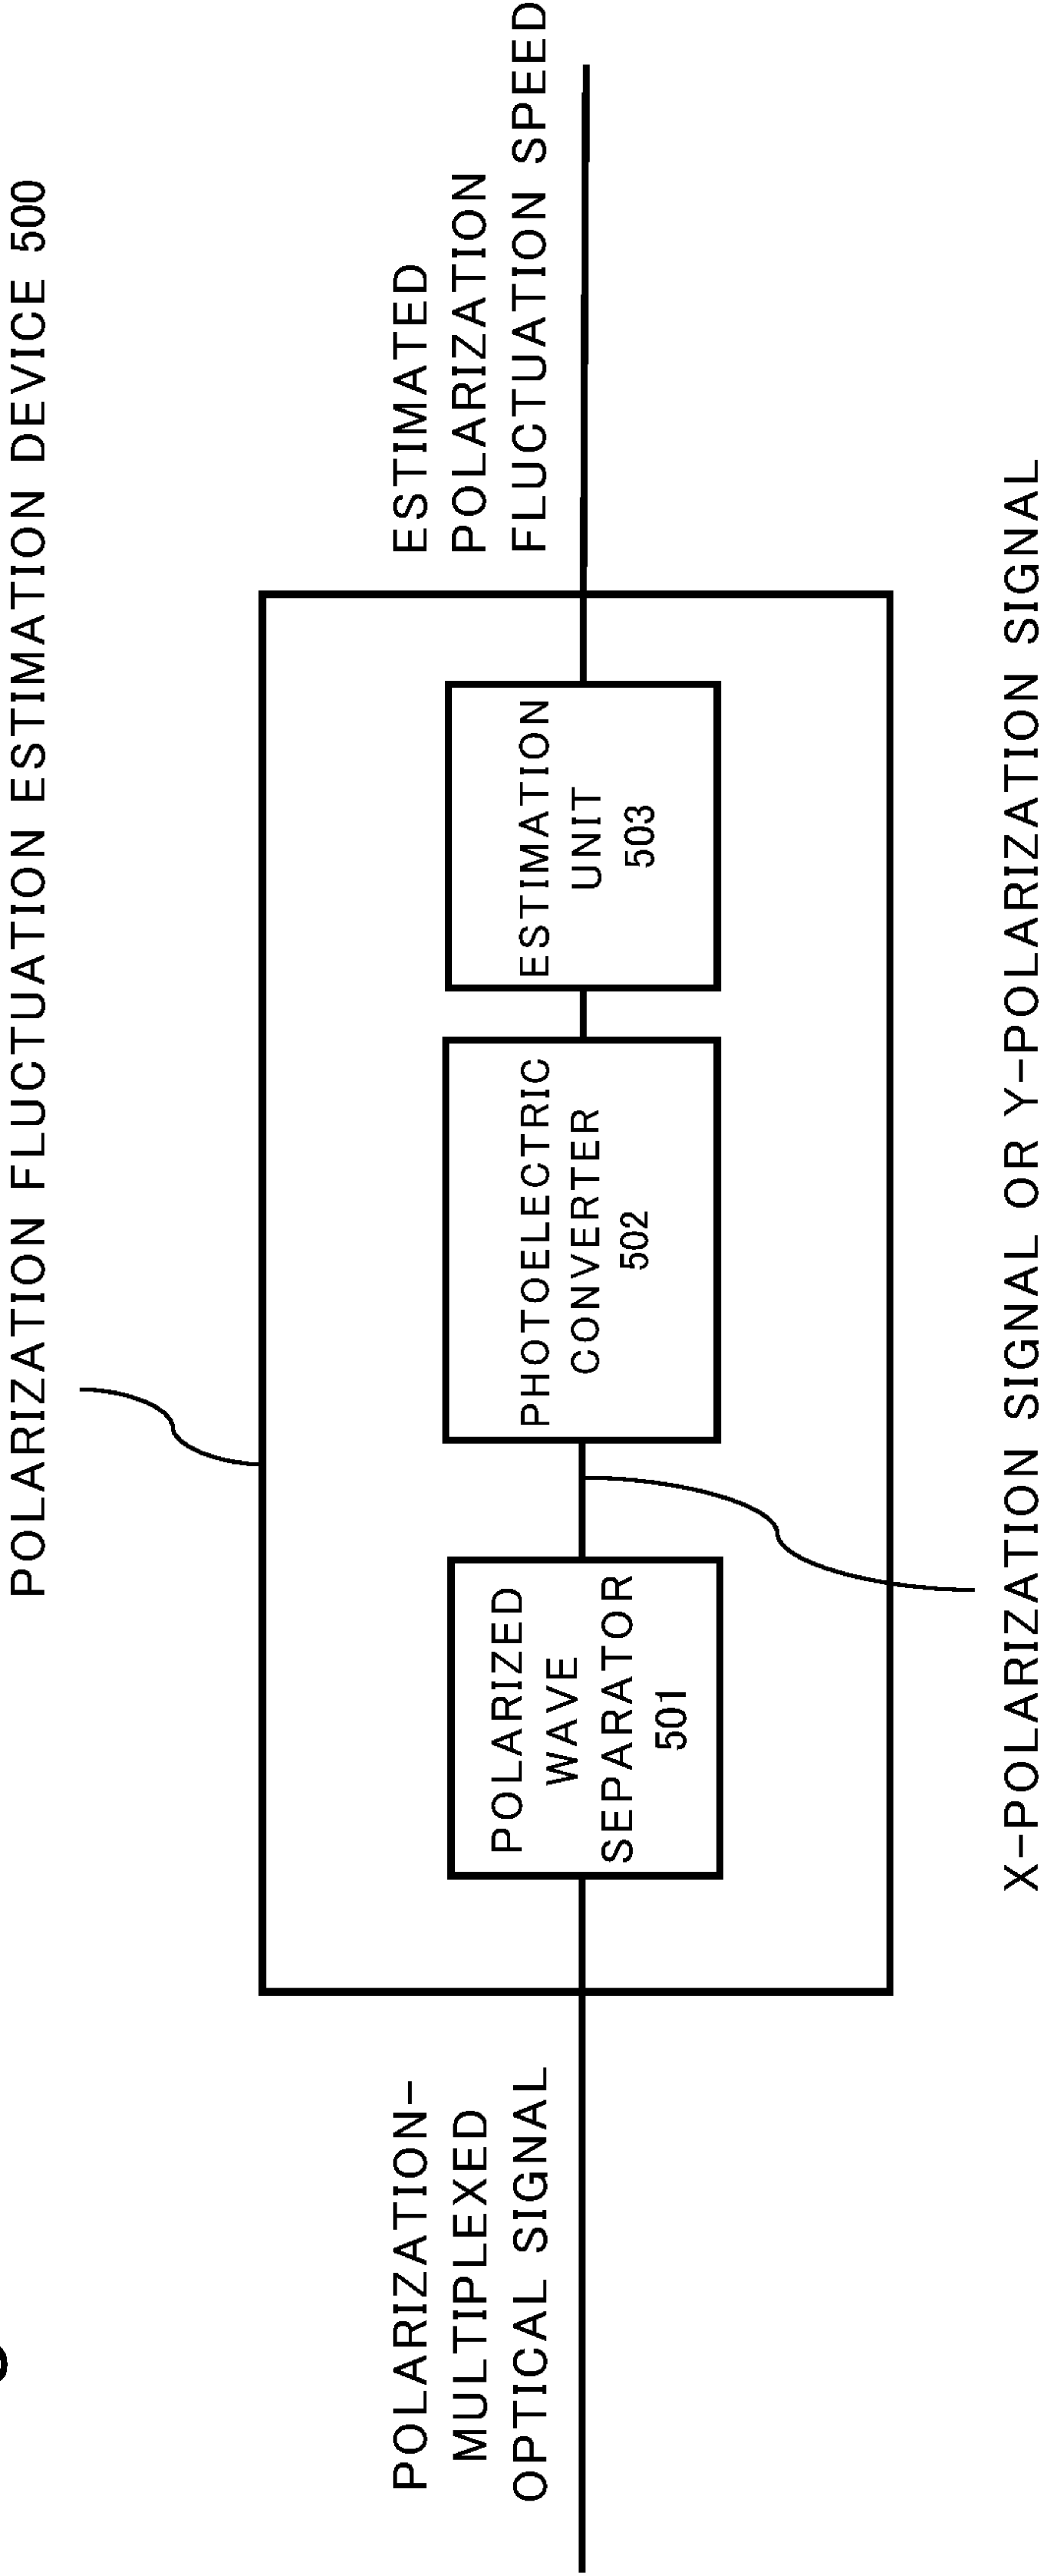 POLARIZATION FLUCTUATION ESTIMATION DEVICE 500
POLARIZATION-
MULTIPLEXED
OPTICAL SIGNAL
POLARIZED
WAVE
SEPARATOR
501
PHOTOELECTRIC
CONVERTER
502
ESTIMATION
UNIT
503
ESTIMATED
POLARIZATION
FLUCTUATION SPEED
X-POLARIZATION SIGNAL OR Y-POLARIZATION SIGNAL